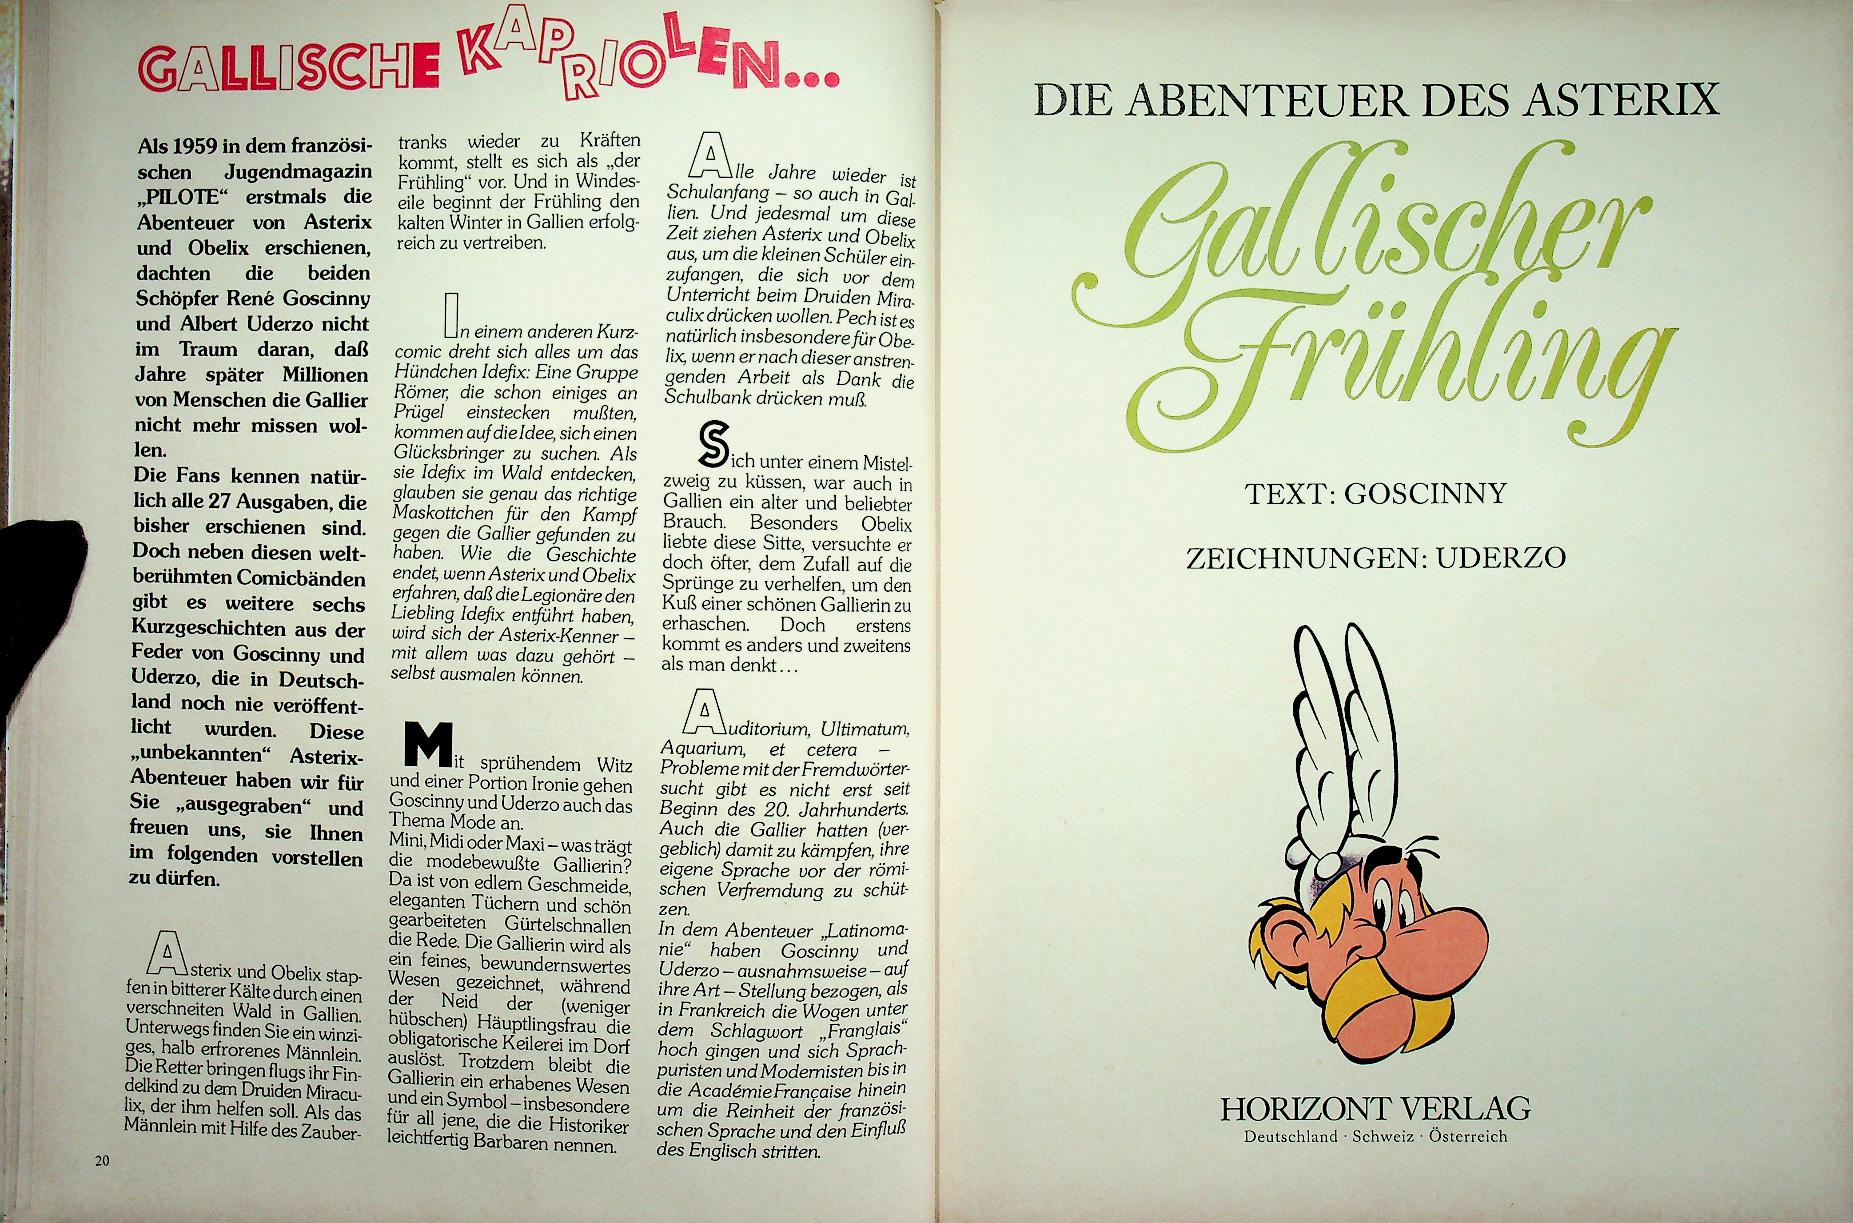 GALLISCHE KAPRIOLEN...
Als 1959 in dem französi-
schen Jugendmagazin
„PILOTE“ erstmals die
Abenteuer von Asterix
und Obelix erschienen,
dachten die beiden
Schöpfer René Goscinny
und Albert Uderzo nicht
im Traum daran, daß
Jahre später Millionen
von Menschen die Gallier
nicht mehr missen wol-
len.
Die Fans kennen natür-
lich alle 27 Ausgaben, die
bisher erschienen sind.
Doch neben diesen welt-
berühmten Comicbänden
gibt es weitere sechs
Kurzgeschichten aus der
Feder von Goscinny und
Uderzo, die in Deutsch-
land noch nie veröffent-
licht wurden. Diese
„unbekannten“ Asterix-
Abenteuer haben wir für
Sie „ausgegraben“ und
freuen uns, sie Ihnen
im folgenden vorstellen
zu dürfen.
Asterix und Obelix stap-
fen in bitterer Kälte durch einen
verschneiten Wald in Gallien.
Unterwegs finden Sie ein winzi-
ges, halb erfrorenes Männlein.
Die Retter bringen flugs ihr Fin-
delkind zu dem Druiden Miracu-
lix, der ihm helfen soll. Als das
Männlein mit Hilfe des Zauber-
20
tranks wieder zu Kräften
kommt, stellt es sich als „der
Frühling“ vor. Und in Windes-
eile beginnt der Frühling den
kalten Winter in Gallien erfolg-
reich zu vertreiben.
In einem anderen Kurz-
comic dreht sich alles um das
Hündchen Idefix: Eine Gruppe
Römer, die schon einiges an
Prügel einstecken mußten,
kommen auf die Idee, sich einen
Glücksbringer zu suchen. Als
sie Idefix im Wald entdecken,
glauben sie genau das richtige
Maskottchen für den Kampf
gegen die Gallier gefunden zu
haben. Wie die Geschichte
endet, wenn Asterix und Obelix
erfahren, daß die Legionäre den
Liebling Idefix entführt haben,
wird sich der Asterix-Kenner –
mit allem was dazu gehört –
selbst ausmalen können.
Mit sprühendem Witz
und einer Portion Ironie gehen
Goscinny und Uderzo auch das
Thema Mode an.
Mini, Midi oder Maxi – was trägt
die modebewußte Gallierin?
Da ist von edlem Geschmeide,
eleganten Tüchern und schön
gearbeiteten Gürtelschnallen
die Rede. Die Gallierin wird als
ein feines, bewundernswertes
Wesen gezeichnet, während
der Neid der (weniger
hübschen) Häuptlingsfrau die
obligatorische Keilerei im Dorf
auslöst. Trotzdem bleibt die
Gallierin ein erhabenes Wesen
und ein Symbol – insbesondere
für all jene, die die Historiker
leichtfertig Barbaren nennen.
Alle Jahre wieder ist
Schulanfang – so auch in Gal-
lien. Und jedesmal um diese
Zeit ziehen Asterix und Obelix
aus, um die kleinen Schüler ein-
zufangen, die sich vor dem
Unterricht beim Druiden Mira-
culix drücken wollen. Pech ist es
natürlich insbesondere für Obe-
lix, wenn er nach dieser anstren-
genden Arbeit als Dank die
Schulbank drücken muß.
Sich unter einem Mistel-
zweig zu küssen, war auch in
Gallien ein alter und beliebter
Brauch. Besonders Obelix
liebte diese Sitte, versuchte er
doch öfter, dem Zufall auf die
Sprünge zu verhelfen, um den
Kuß einer schönen Gallierin zu
erhaschen. Doch erstens
kommt es anders und zweitens
als man denkt...
Auditorium, Ultimatum,
Aquarium, et cetera –
Probleme mit der Fremdwörter-
sucht gibt es nicht erst seit
Beginn des 20. Jahrhunderts.
Auch die Gallier hatten (ver-
geblich) damit zu kämpfen, ihre
eigene Sprache vor der römi-
schen Verfremdung zu schüt-
zen.
In dem Abenteuer „Latinoma-
nie“ haben Goscinny und
Uderzo – ausnahmsweise – auf
ihre Art – Stellung bezogen, als
in Frankreich die Wogen unter
dem Schlagwort „Franglais“
hoch gingen und sich Sprach-
puristen und Modernisten bis in
die Académie Française hinein
um die Reinheit der französi-
schen Sprache und den Einfluß
des Englisch stritten.
DIE ABENTEUER DES ASTERIX
Gallischer
Frühling
TEXT: GOSCINNY
ZEICHNUNGEN: UDERZO
HORIZONT VERLAG
Deutschland · Schweiz · Österreich